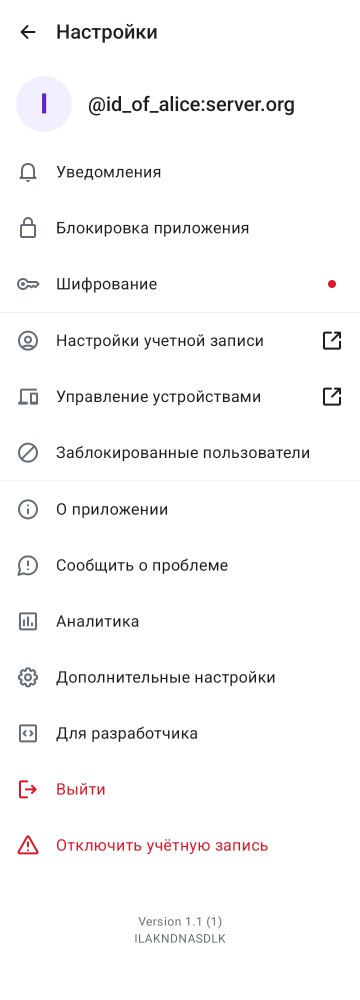 Настройки
I
@id_of_alice:server.org
Уведомления
Блокировка приложения
Шифрование
Настройки учетной записи
Управление устройствами
Заблокированные пользователи
О приложении
Сообщить о проблеме
Аналитика
Дополнительные настройки
Для разработчика
Выйти
Отключить учётную запись
Version 1.1 (1)
ILAKNDNASDLK